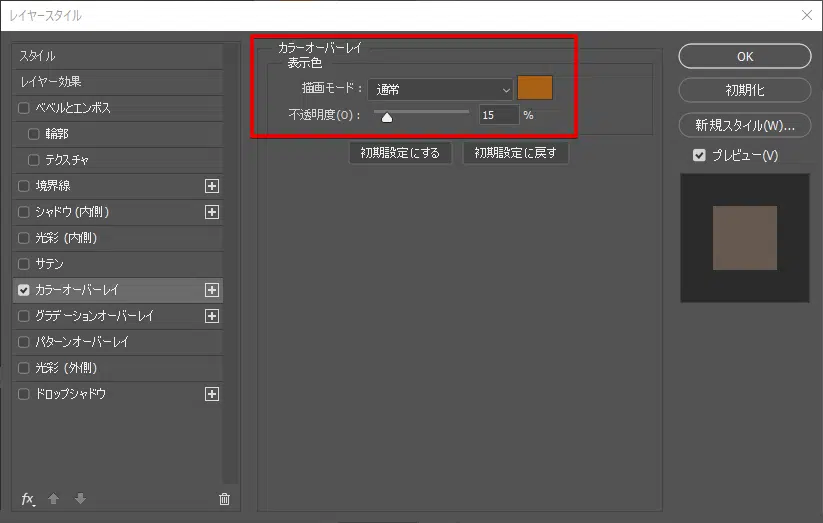 レイヤースタイル
スタイル
レイヤー効果
ベベルとエンボス
輪郭
テクスチャ
境界線
シャドウ (内側)
光彩 (内側)
サテン
カラーオーバーレイ
グラデーションオーバーレイ
パターンオーバーレイ
光彩 (外側)
ドロップシャドウ
fx
カラーオーバーレイ
表示色
描画モード : 通常
不透明度(O) : 15 %
初期設定にする 初期設定に戻す
OK
初期化
新規スタイル(W)...
プレビュー(V)